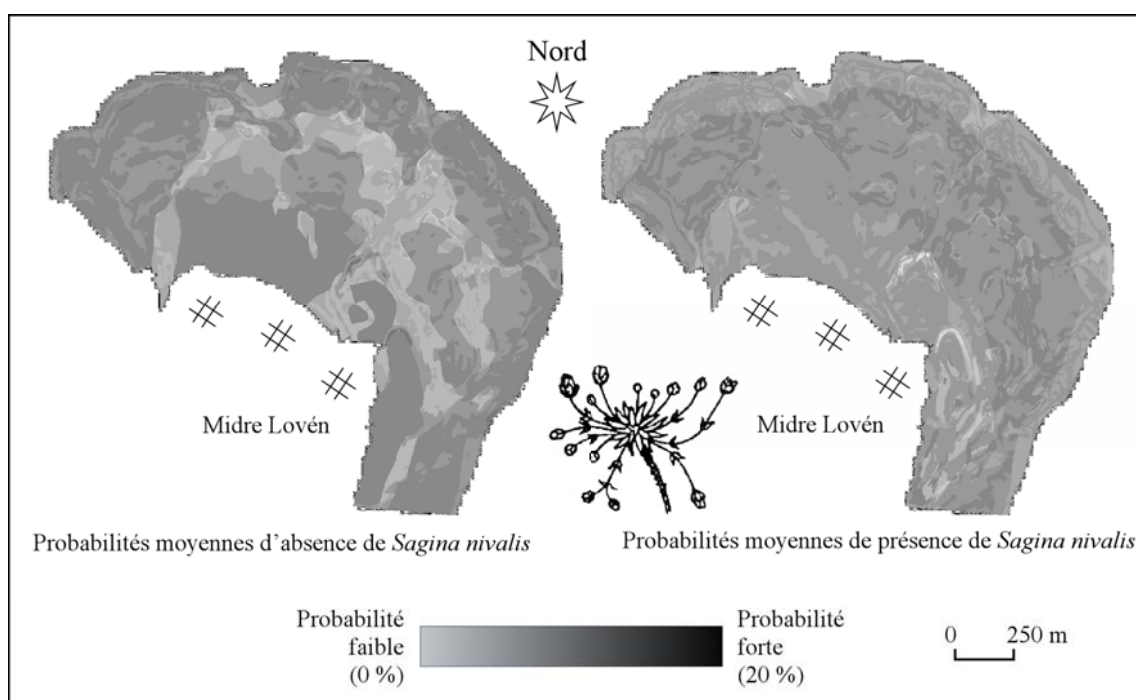 Nord
Midre Lovén
Midre Lovén
Probabilités moyennes d’absence de Sagina nivalis
Probabilités moyennes de présence de Sagina nivalis
Probabilité
faible
(0 %)
Probabilité
forte
(20 %)
0 250 m